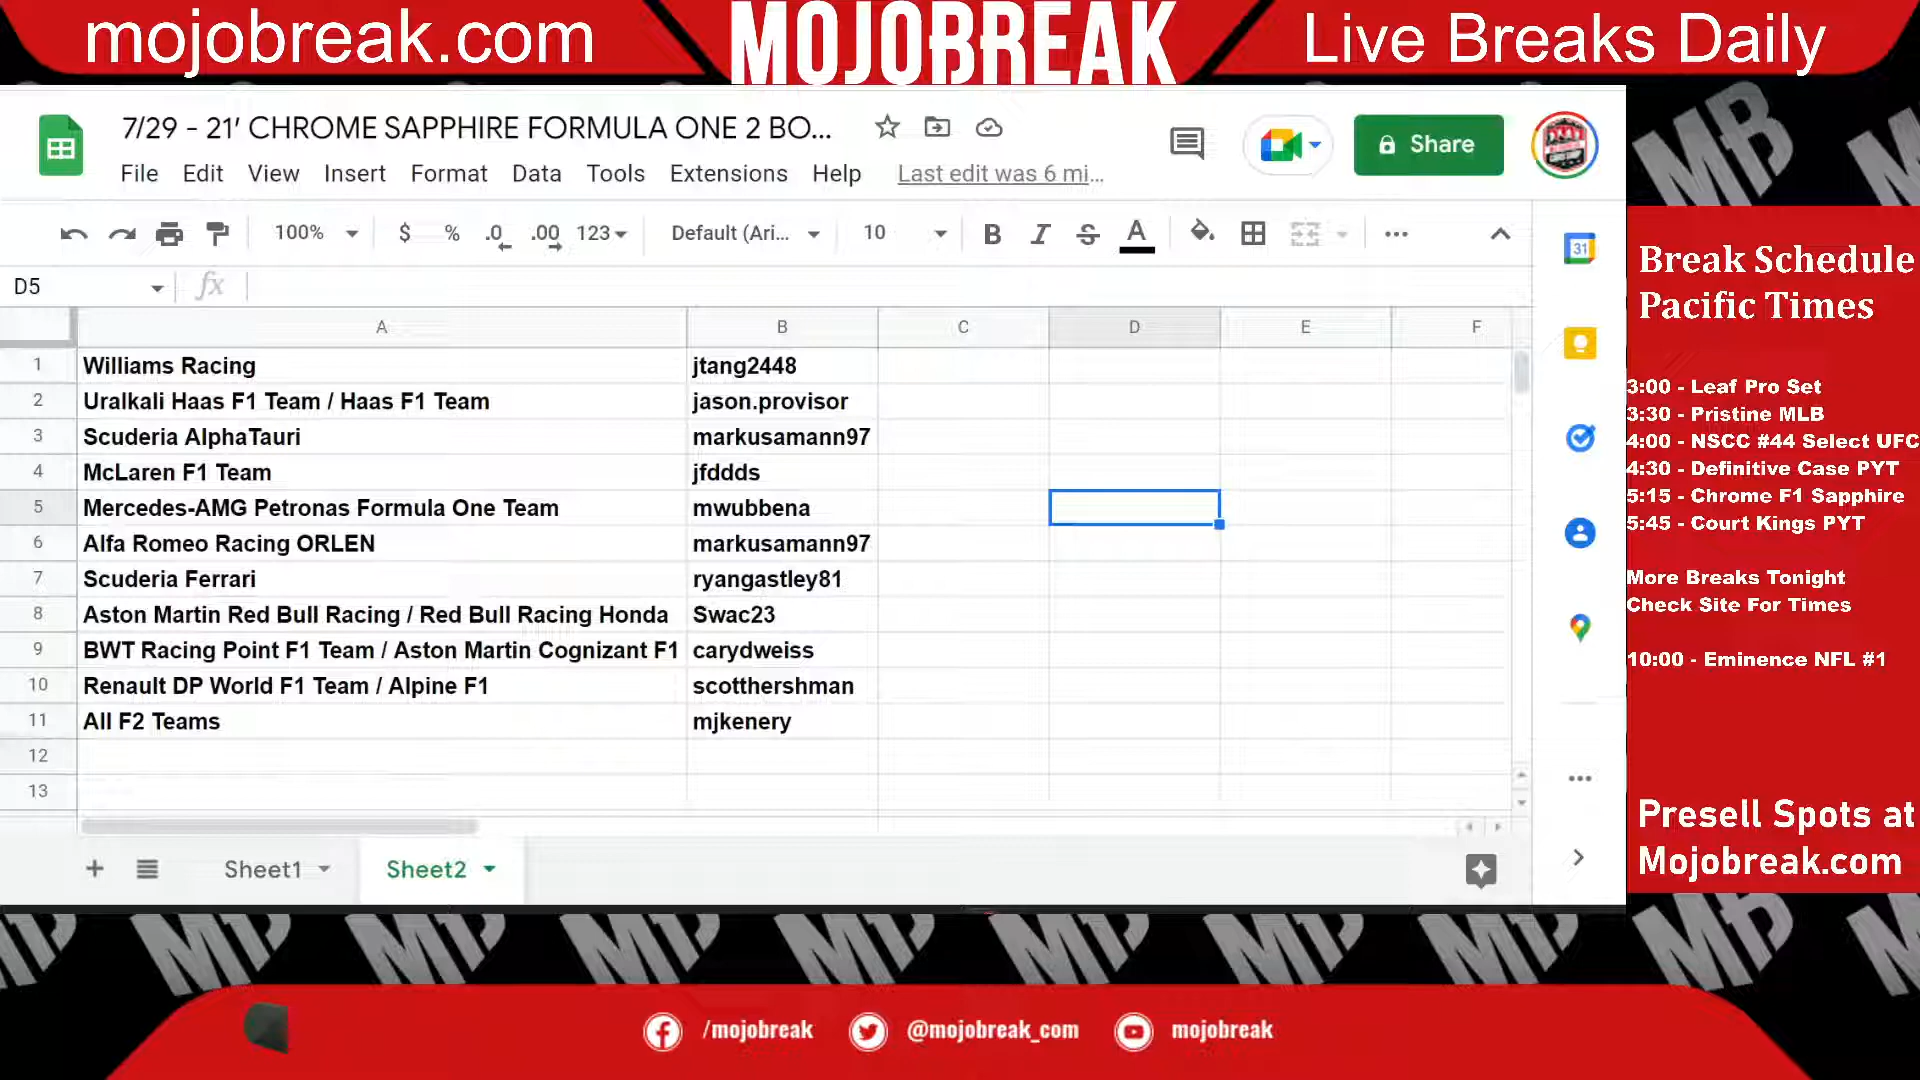 mojobreak.com
MOJOBREAK
Live Breaks Daily
7/29 - 21' CHROME SAPPHIRE FORMULA ONE 2 BO...
Share
File Edit View Insert Format Data Tools Extensions Help Last edit was 6 mi...
100% $ % .0 .00 123 Default (Ari... 10 B I S A
D5 fx
31
A B C D E F
1 Williams Racing jtang2448
2 Uralkali Haas F1 Team / Haas F1 Team jason.provisor
3 Scuderia AlphaTauri markusamann97
4 McLaren F1 Team jfddds
5 Mercedes-AMG Petronas Formula One Team mwubbena
6 Alfa Romeo Racing ORLEN markusamann97
7 Scuderia Ferrari ryangastley81
8 Aston Martin Red Bull Racing / Red Bull Racing Honda Swac23
9 BWT Racing Point F1 Team / Aston Martin Cognizant F1 carydweiss
10 Renault DP World F1 Team / Alpine F1 scotthershman
11 All F2 Teams mjkenery
12
13
Sheet1 Sheet2
Break Schedule
Pacific Times
3:00 - Leaf Pro Set
3:30 - Pristine MLB
4:00 - NSCC #44 Select UFC
4:30 - Definitive Case PYT
5:15 - Chrome F1 Sapphire
5:45 - Court Kings PYT
More Breaks Tonight
Check Site For Times
10:00 - Eminence NFL #1
Presell Spots at
Mojobreak.com
/mojobreak @mojobreak_com mojobreak